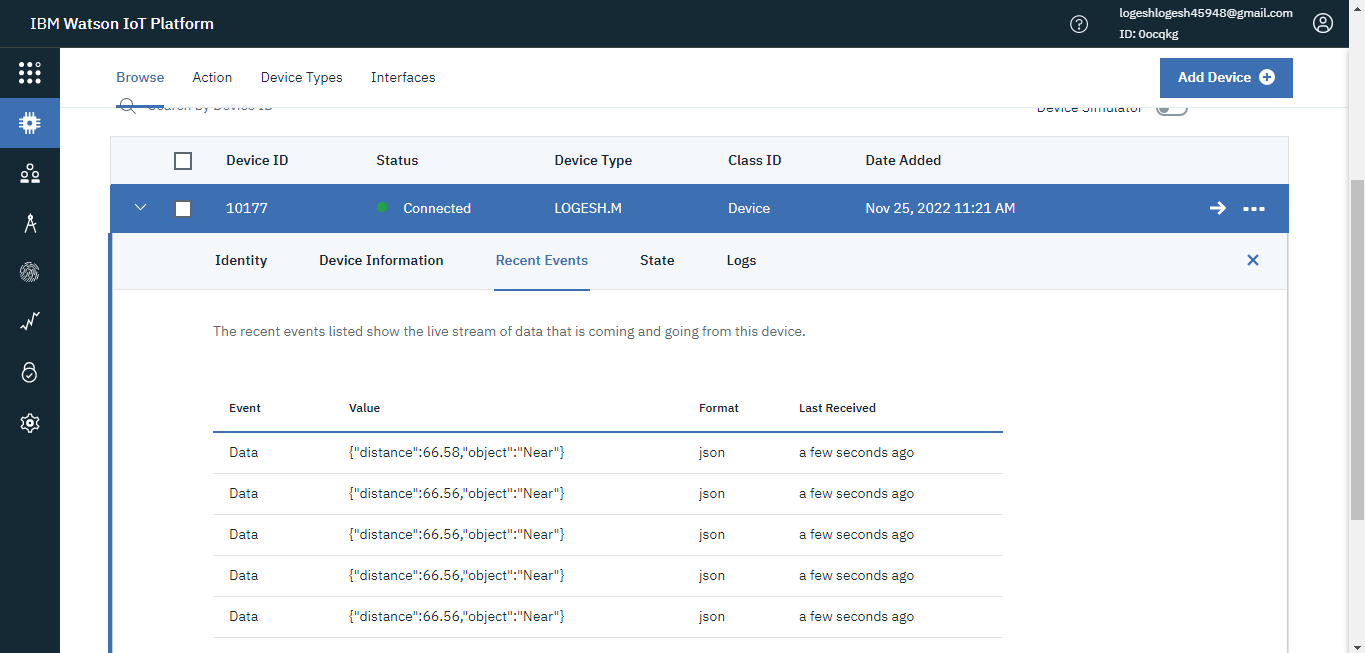 IBM Watson IoT Platform
logeshlogesh45948@gmail.com
ID: 0ocqkg
Browse Action Device Types Interfaces
Add Device
Search by Device ID
Device Simulator
Device ID Status Device Type Class ID Date Added
10177 Connected LOGESH.M Device Nov 25, 2022 11:21 AM
Identity Device Information Recent Events State Logs
The recent events listed show the live stream of data that is coming and going from this device.
Event Value Format Last Received
Data {"distance":66.58,"object":"Near"} json a few seconds ago
Data {"distance":66.56,"object":"Near"} json a few seconds ago
Data {"distance":66.56,"object":"Near"} json a few seconds ago
Data {"distance":66.56,"object":"Near"} json a few seconds ago
Data {"distance":66.56,"object":"Near"} json a few seconds ago